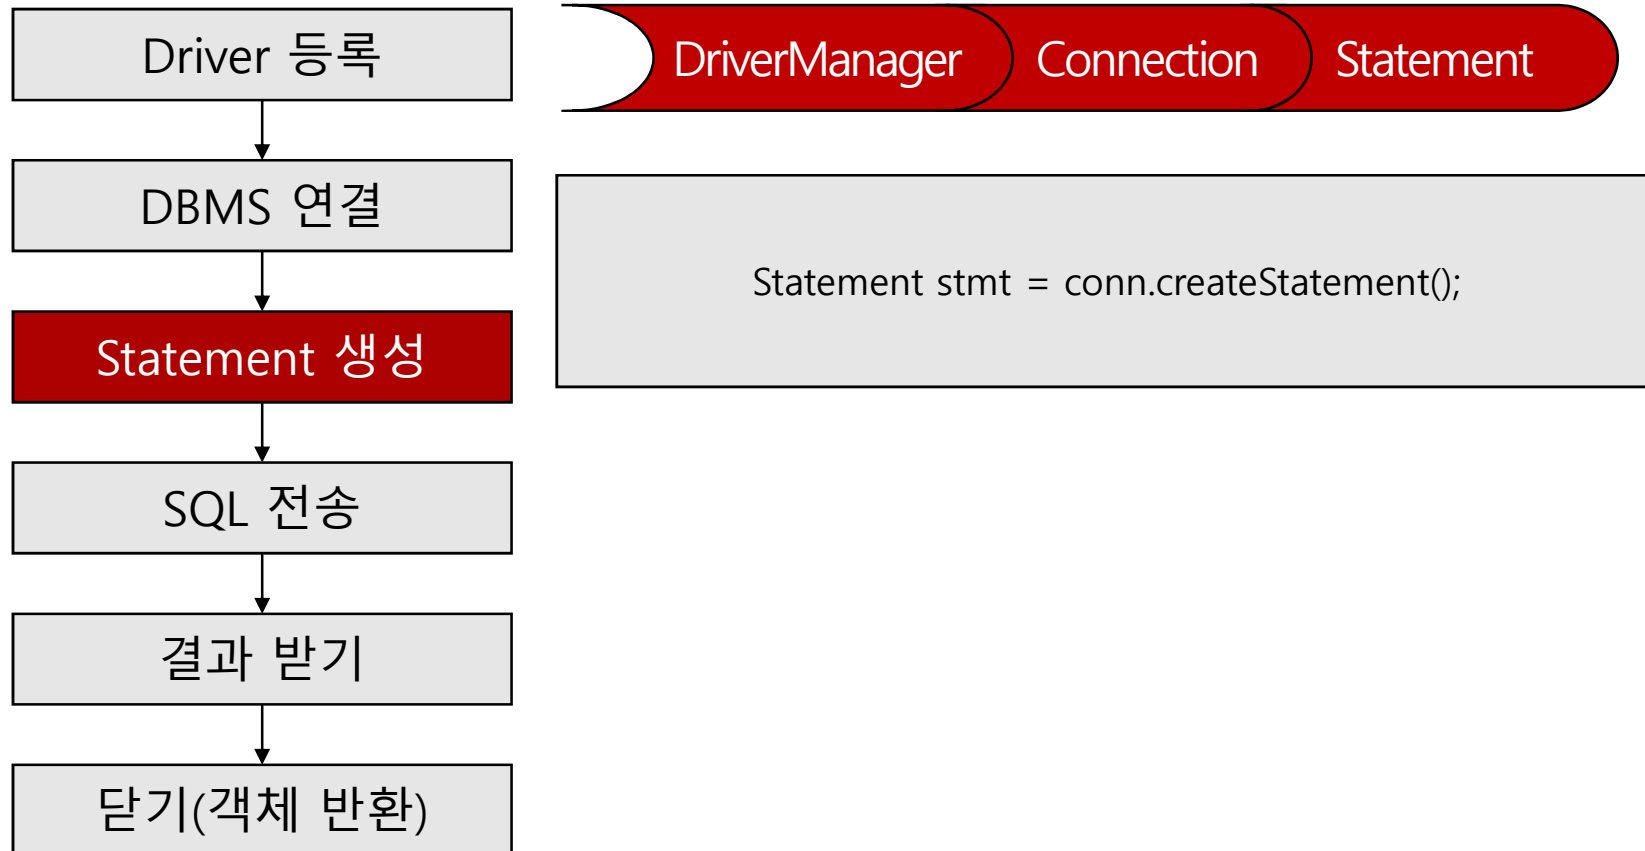 Driver 등록
DBMS 연결
Statement 생성
SQL 전송
결과 받기
닫기(객체 반환)
DriverManager
Connection
Statement
Statement stmt = conn.createStatement();